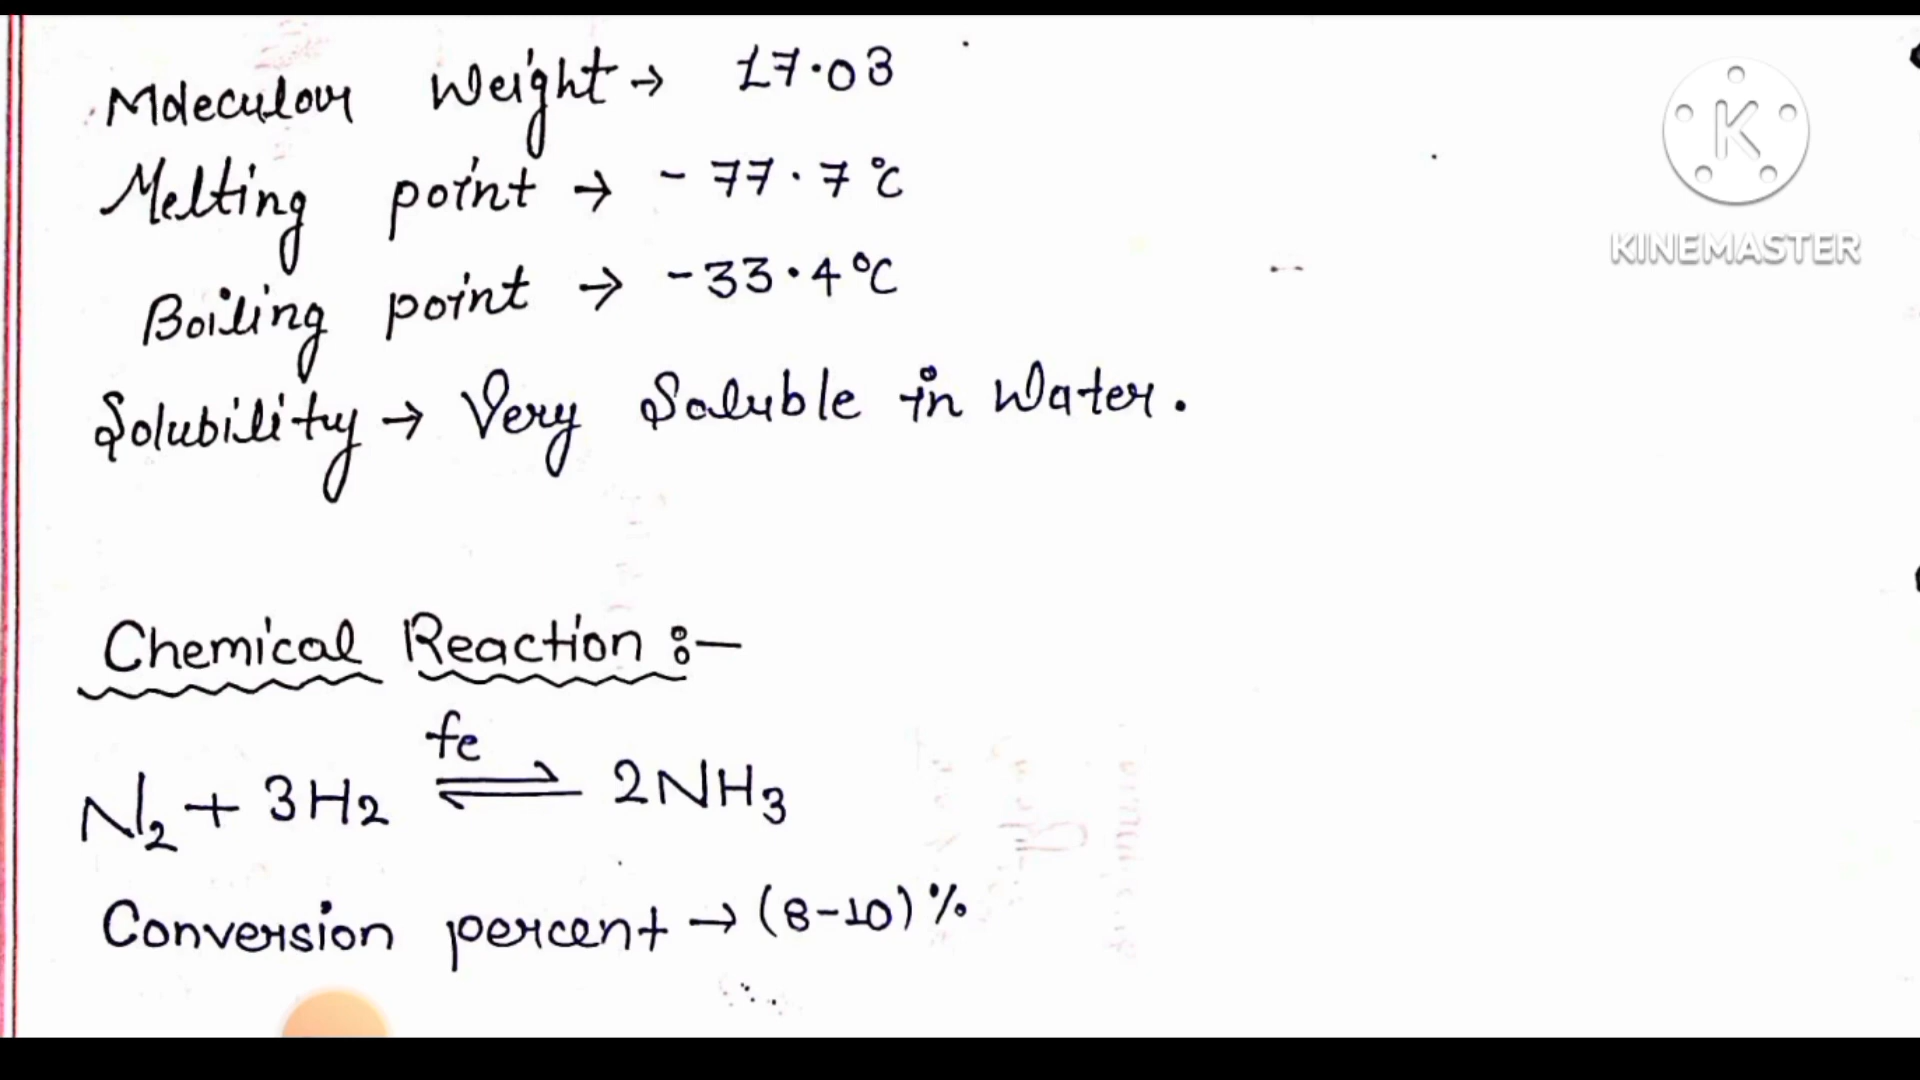 Molecular Weight → 17.03
KINEMASTER
Melting point → - 77.7°C
Boiling point → -33.4°C
Solubility → Very Soluble in Water.
Chemical Reaction :-
fe
N2 + 3H2 ⇌ 2NH3
Conversion percent → (8-10)%